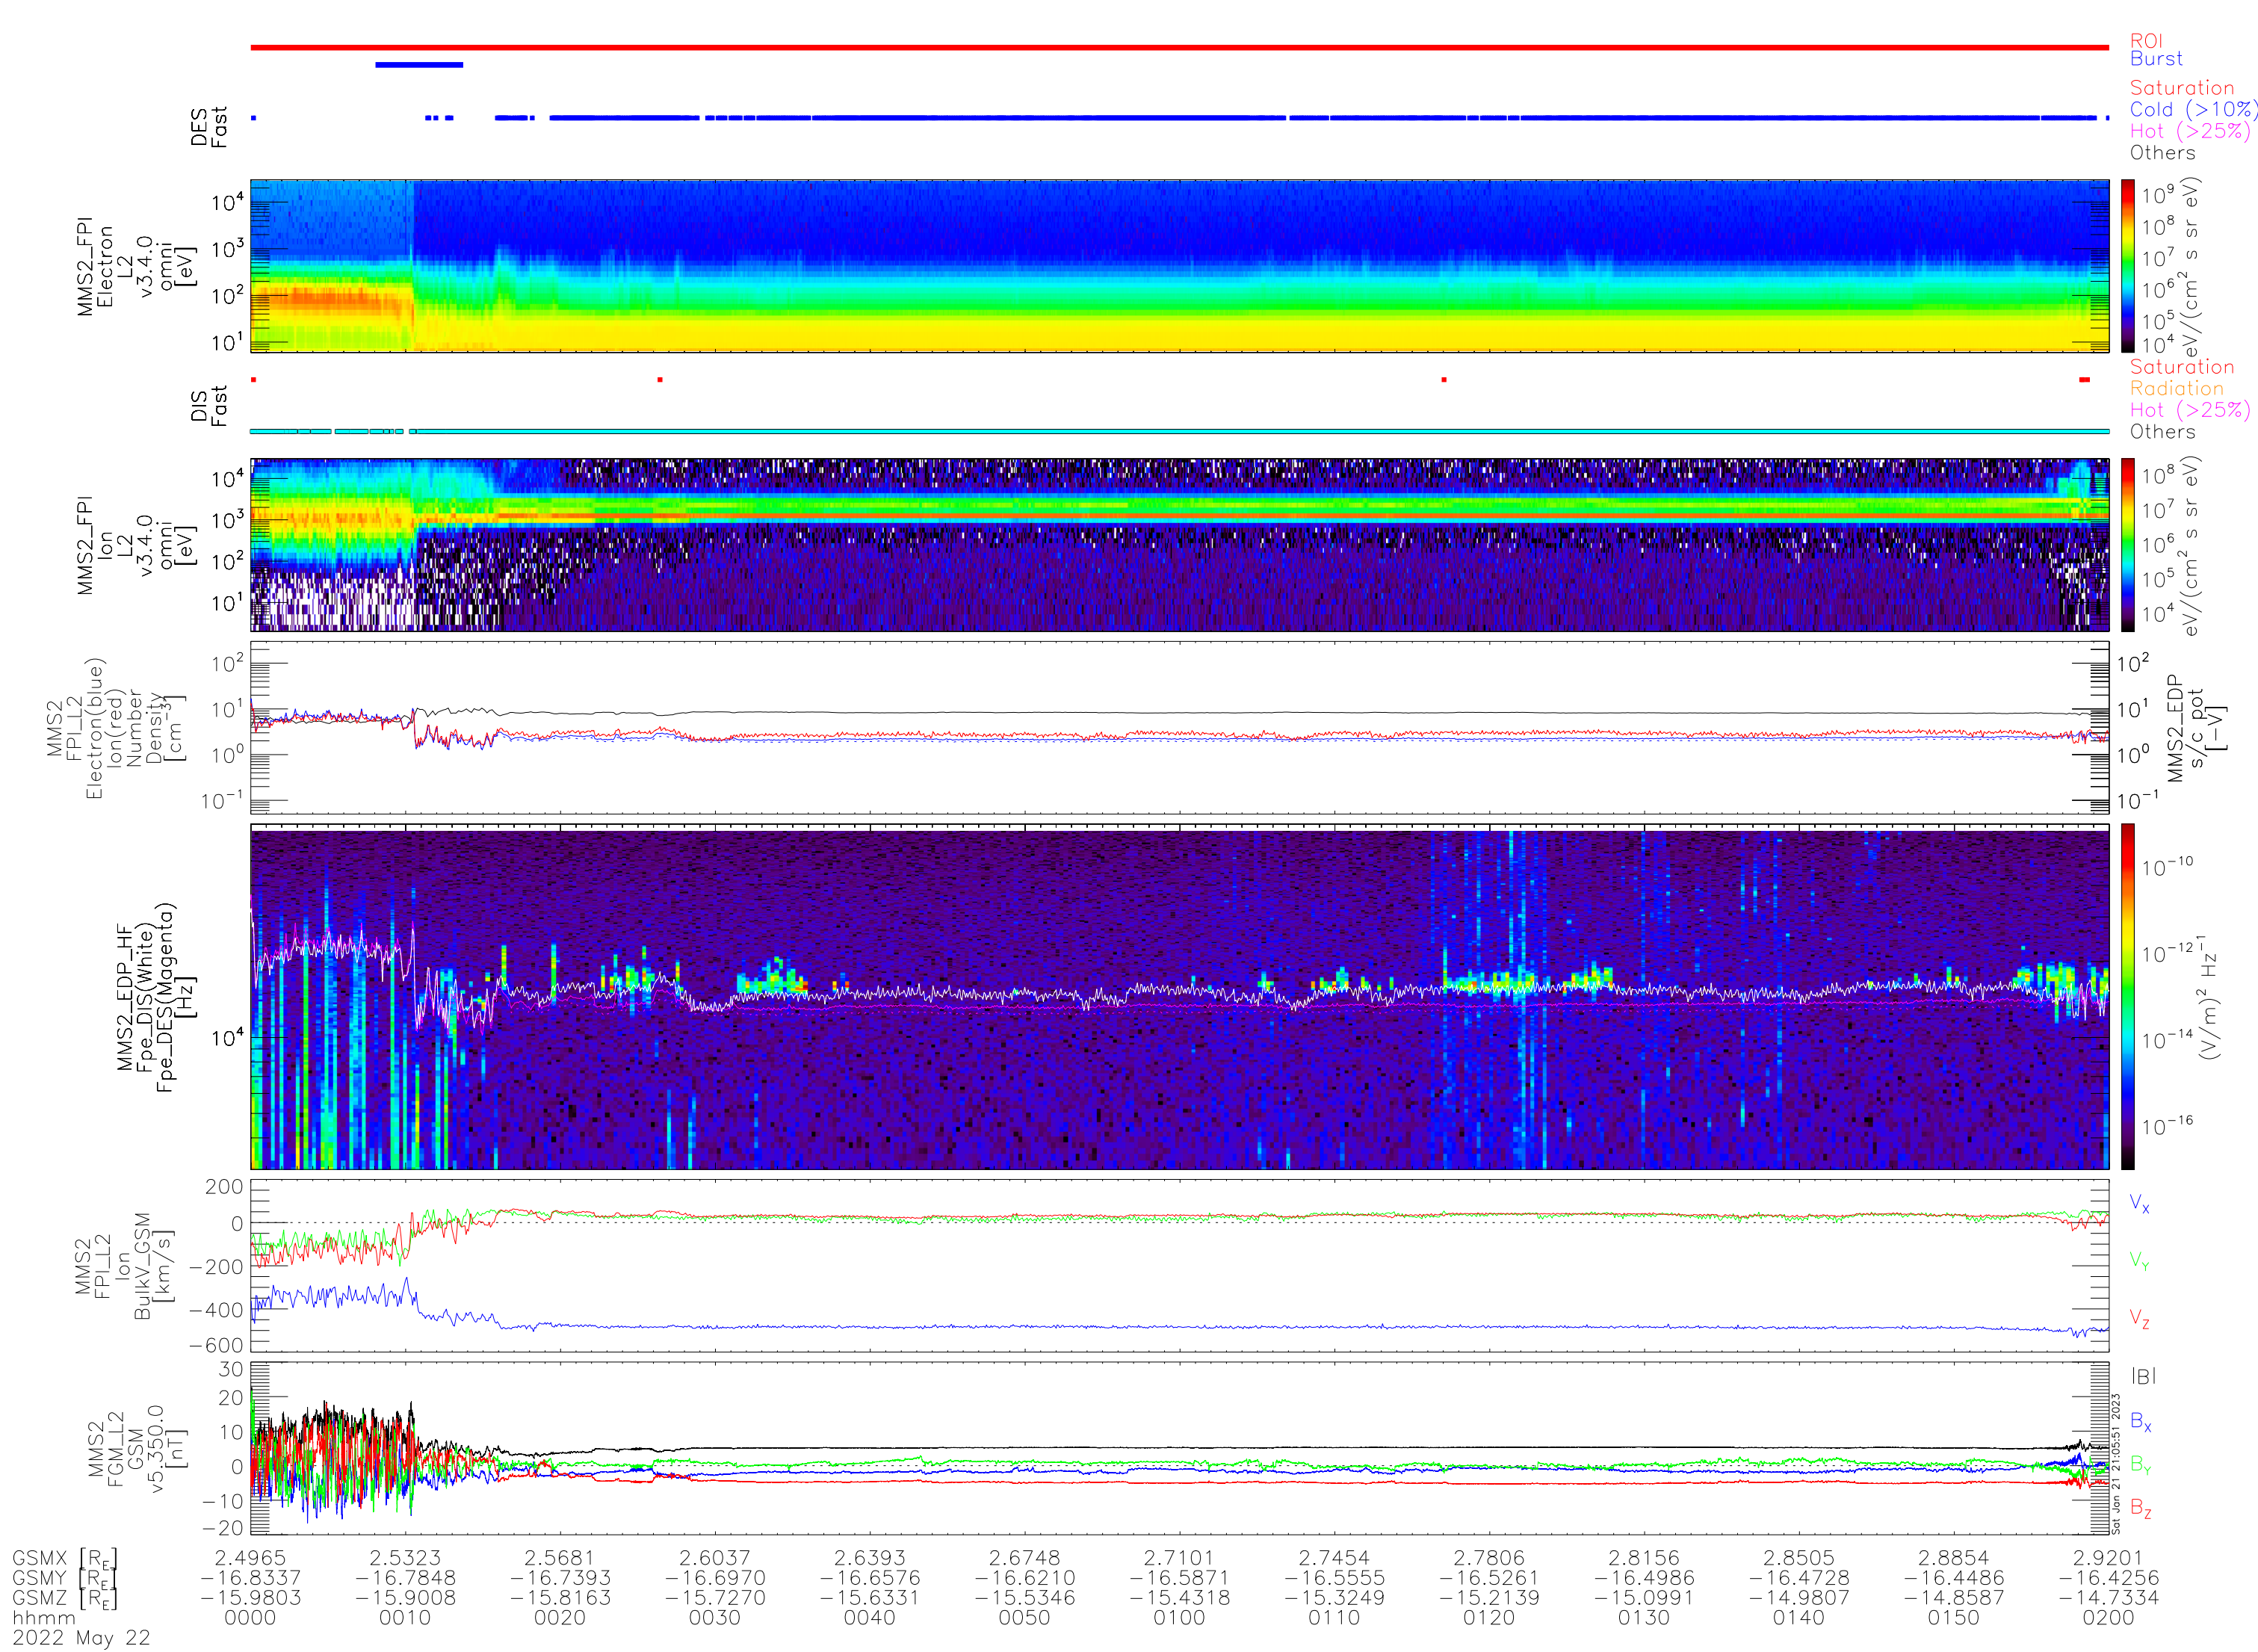 ROI
Burst
DES
Fast
Saturation
Cold (>10%)
Hot (>25%)
Others
MMS2_FPI
Electron
L2
v3.4.0
omni
[eV]
10^4
10^3
10^2
10^1
10^9
10^8
10^7
10^6
10^5
10^4
eV/(cm^2 s sr eV)
DIS
Fast
Saturation
Radiation
Hot (>25%)
Others
MMS2_FPI
Ion
L2
v3.4.0
omni
[eV]
10^4
10^3
10^2
10^1
10^8
10^7
10^6
10^5
10^4
eV/(cm^2 s sr eV)
MMS2
FPI_L2
Electron(blue)
Ion(red)
Number
Density
[cm^-3]
10^2
10^1
10^0
10^-1
10^2
10^1
10^0
10^-1
MMS2_EDP
s/c pot
[-V]
MMS2_EDP_HF
Fpe_DIS(White)
Fpe_DES(Magenta)
[Hz]
10^4
10^-10
10^-12
10^-14
10^-16
(V/m)^2 Hz^-1
MMS2
FPI_L2
Ion
BulkV_GSM
[km/s]
200
0
-200
-400
-600
V_X
V_Y
V_Z
MMS2
FGM_L2
GSM
v5.350.0
[nT]
30
20
10
0
-10
-20
|B|
B_X
B_Y
B_Z
Sat Jan 21 21:05:51 2023
GSMX [R_E] 2.4965 2.5323 2.5681 2.6037 2.6393 2.6748 2.7101 2.7454 2.7806 2.8156 2.8505 2.8854 2.9201
GSMY [R_E] -16.8337 -16.7848 -16.7393 -16.6970 -16.6576 -16.6210 -16.5871 -16.5555 -16.5261 -16.4986 -16.4728 -16.4486 -16.4256
GSMZ [R_E] -15.9803 -15.9008 -15.8163 -15.7270 -15.6331 -15.5346 -15.4318 -15.3249 -15.2139 -15.0991 -14.9807 -14.8587 -14.7334
hhmm 0000 0010 0020 0030 0040 0050 0100 0110 0120 0130 0140 0150 0200
2022 May 22